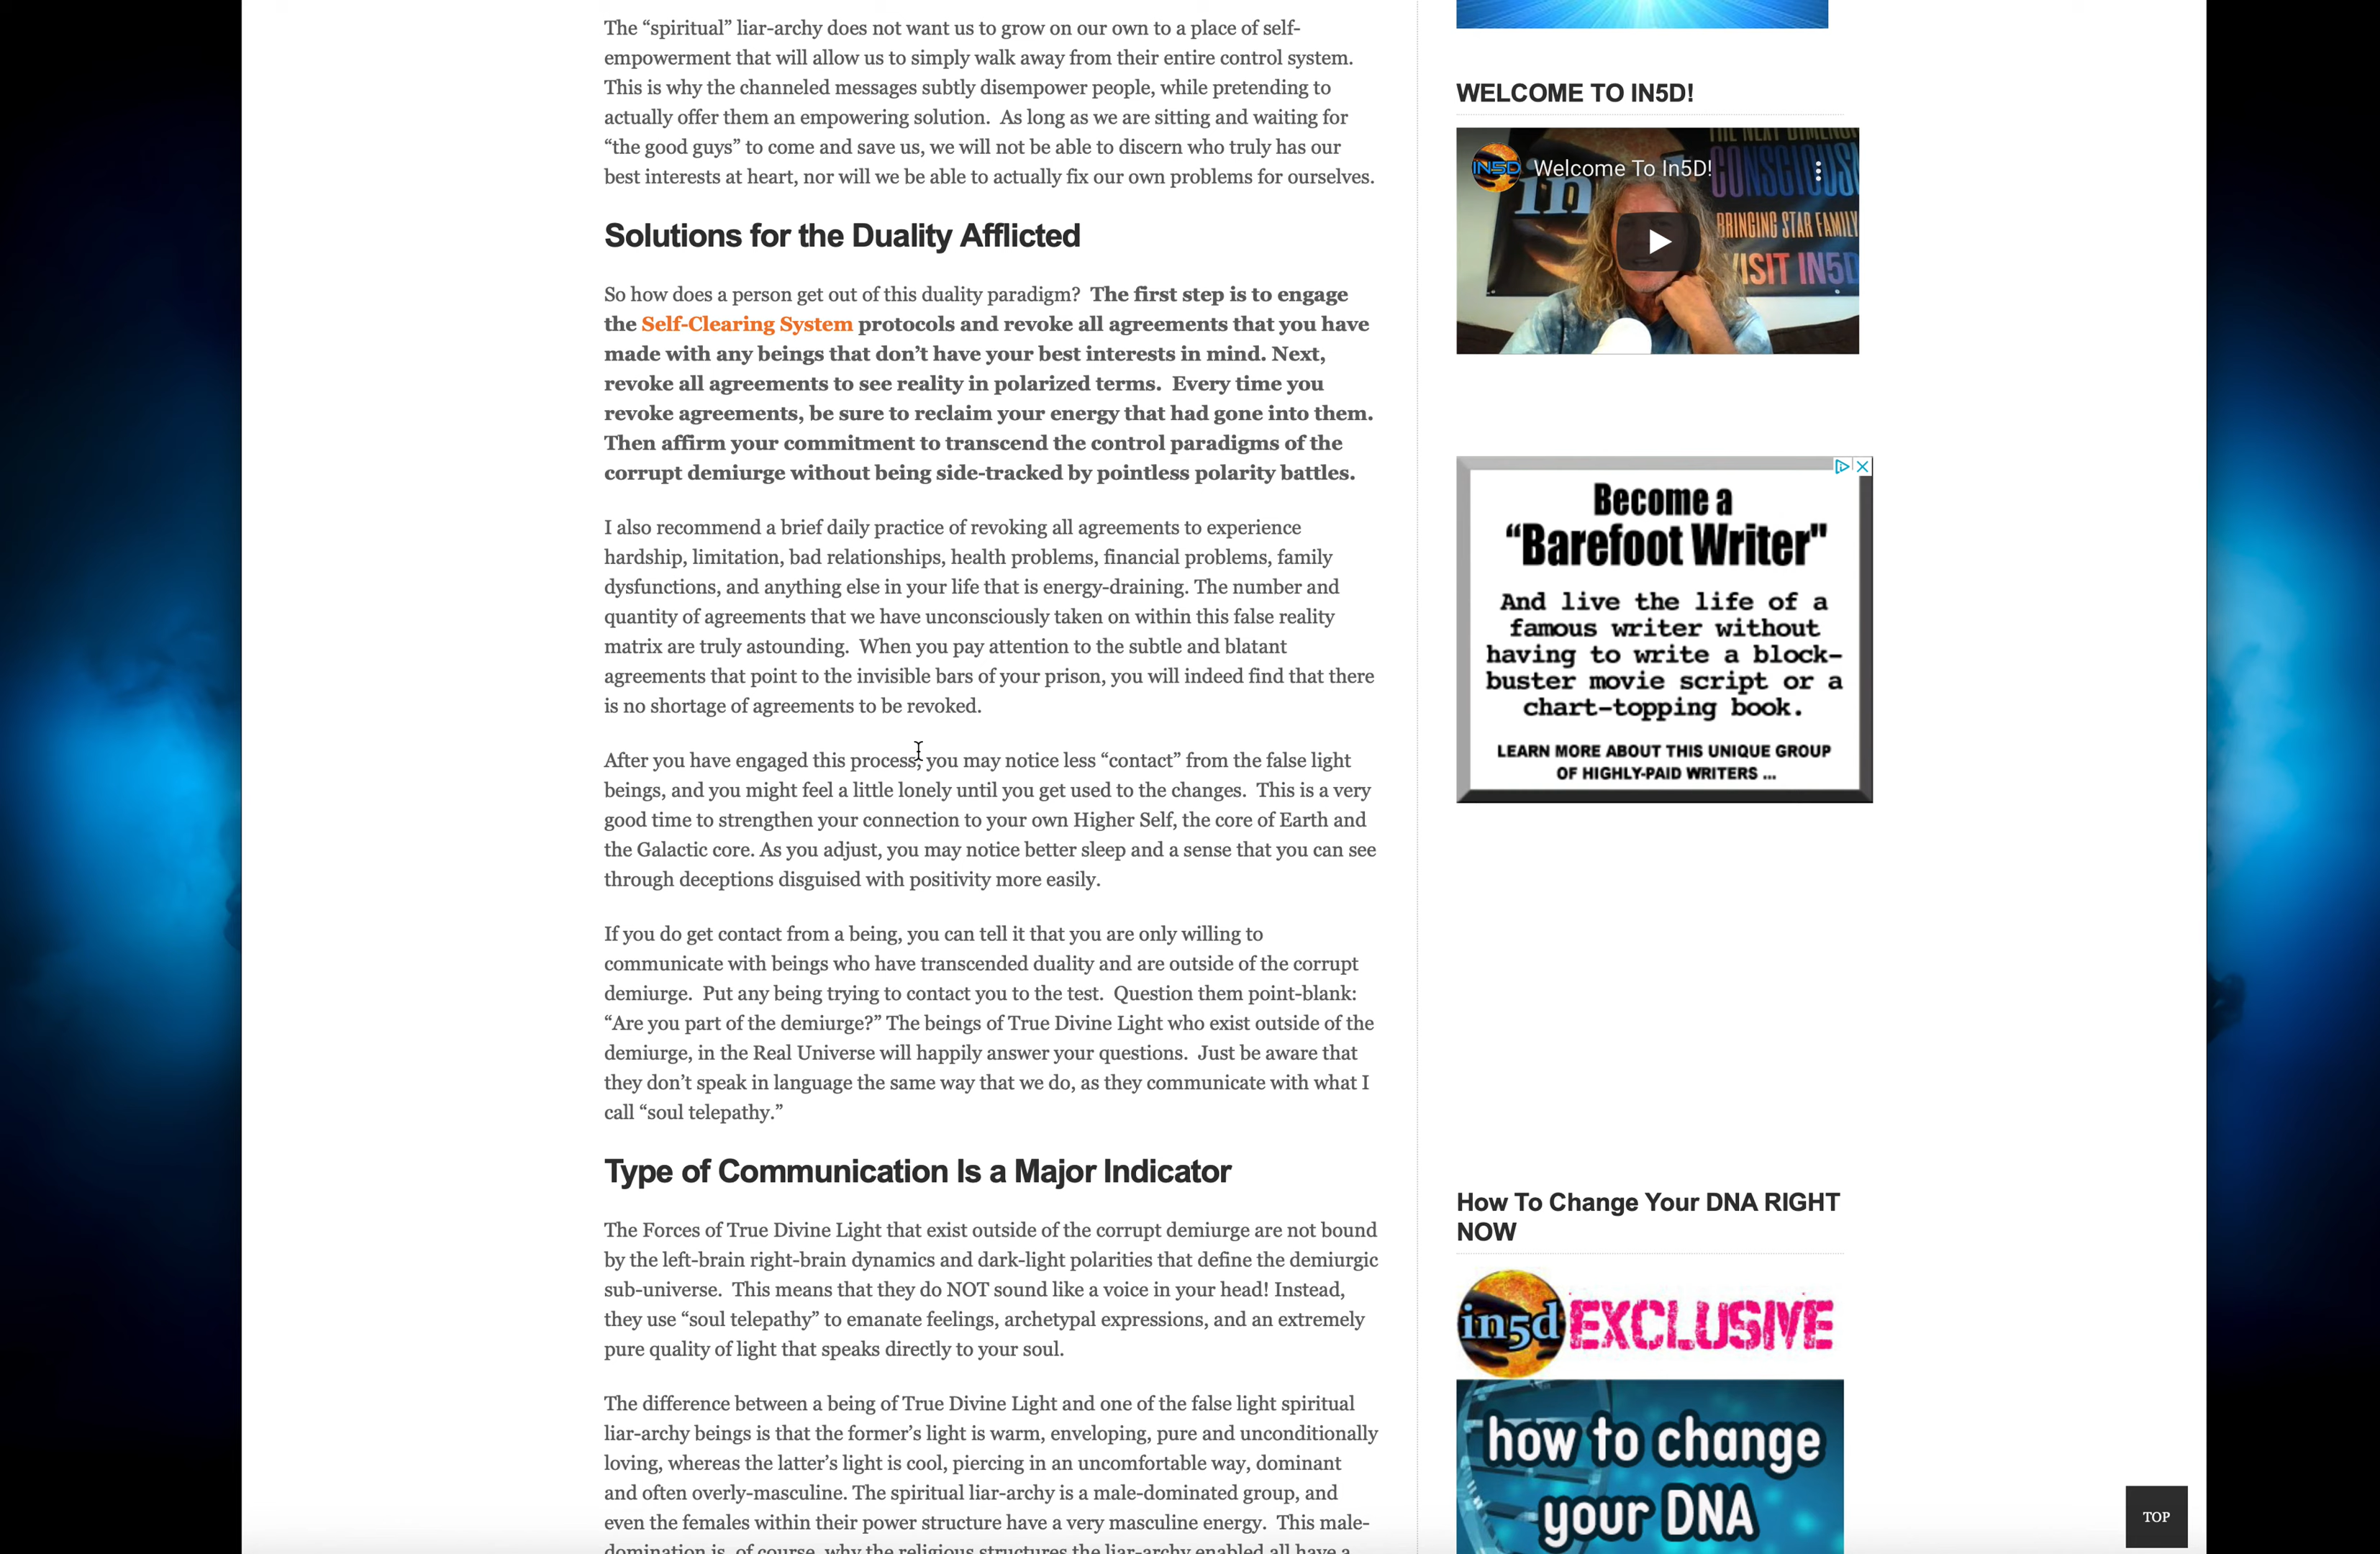 The “spiritual” liar-archy does not want us to grow on our own to a place of self-
empowerment that will allow us to simply walk away from their entire control system.
This is why the channeled messages subtly disempower people, while pretending to
actually offer them an empowering solution.  As long as we are sitting and waiting for
“the good guys” to come and save us, we will not be able to discern who truly has our
best interests at heart, nor will we be able to actually fix our own problems for ourselves.
Solutions for the Duality Afflicted
So how does a person get out of this duality paradigm?  The first step is to engage
the Self-Clearing System protocols and revoke all agreements that you have
made with any beings that don’t have your best interests in mind. Next,
revoke all agreements to see reality in polarized terms.  Every time you
revoke agreements, be sure to reclaim your energy that had gone into them.
Then affirm your commitment to transcend the control paradigms of the
corrupt demiurge without being side-tracked by pointless polarity battles.
I also recommend a brief daily practice of revoking all agreements to experience
hardship, limitation, bad relationships, health problems, financial problems, family
dysfunctions, and anything else in your life that is energy-draining. The number and
quantity of agreements that we have unconsciously taken on within this false reality
matrix are truly astounding.  When you pay attention to the subtle and blatant
agreements that point to the invisible bars of your prison, you will indeed find that there
is no shortage of agreements to be revoked.
After you have engaged this process, you may notice less “contact” from the false light
beings, and you might feel a little lonely until you get used to the changes.  This is a very
good time to strengthen your connection to your own Higher Self, the core of Earth and
the Galactic core. As you adjust, you may notice better sleep and a sense that you can see
through deceptions disguised with positivity more easily.
If you do get contact from a being, you can tell it that you are only willing to
communicate with beings who have transcended duality and are outside of the corrupt
demiurge.  Put any being trying to contact you to the test.  Question them point-blank:
“Are you part of the demiurge?” The beings of True Divine Light who exist outside of the
demiurge, in the Real Universe will happily answer your questions.  Just be aware that
they don’t speak in language the same way that we do, as they communicate with what I
call “soul telepathy.”
Type of Communication Is a Major Indicator
The Forces of True Divine Light that exist outside of the corrupt demiurge are not bound
by the left-brain right-brain dynamics and dark-light polarities that define the demiurgic
sub-universe.  This means that they do NOT sound like a voice in your head! Instead,
they use “soul telepathy” to emanate feelings, archetypal expressions, and an extremely
pure quality of light that speaks directly to your soul.
The difference between a being of True Divine Light and one of the false light spiritual
liar-archy beings is that the former’s light is warm, enveloping, pure and unconditionally
loving, whereas the latter’s light is cool, piercing in an uncomfortable way, dominant
and often overly-masculine. The spiritual liar-archy is a male-dominated group, and
even the females within their power structure have a very masculine energy.  This male-
domination is, of course, why the religious structures the liar-archy enabled all have a
WELCOME TO IN5D!
IN5D Welcome To In5D!
THE NEXT DIMENSI
CONSCIOUS
in
BRINGING STAR FAMILY
VISIT IN5D
Become a
“Barefoot Writer"
And live the life of a
famous writer without
having to write a block-
buster movie script or a
chart-topping book.
LEARN MORE ABOUT THIS UNIQUE GROUP
OF HIGHLY-PAID WRITERS ...
How To Change Your DNA RIGHT
NOW
in5d EXCLUSIVE
how to change
your DNA
TOP